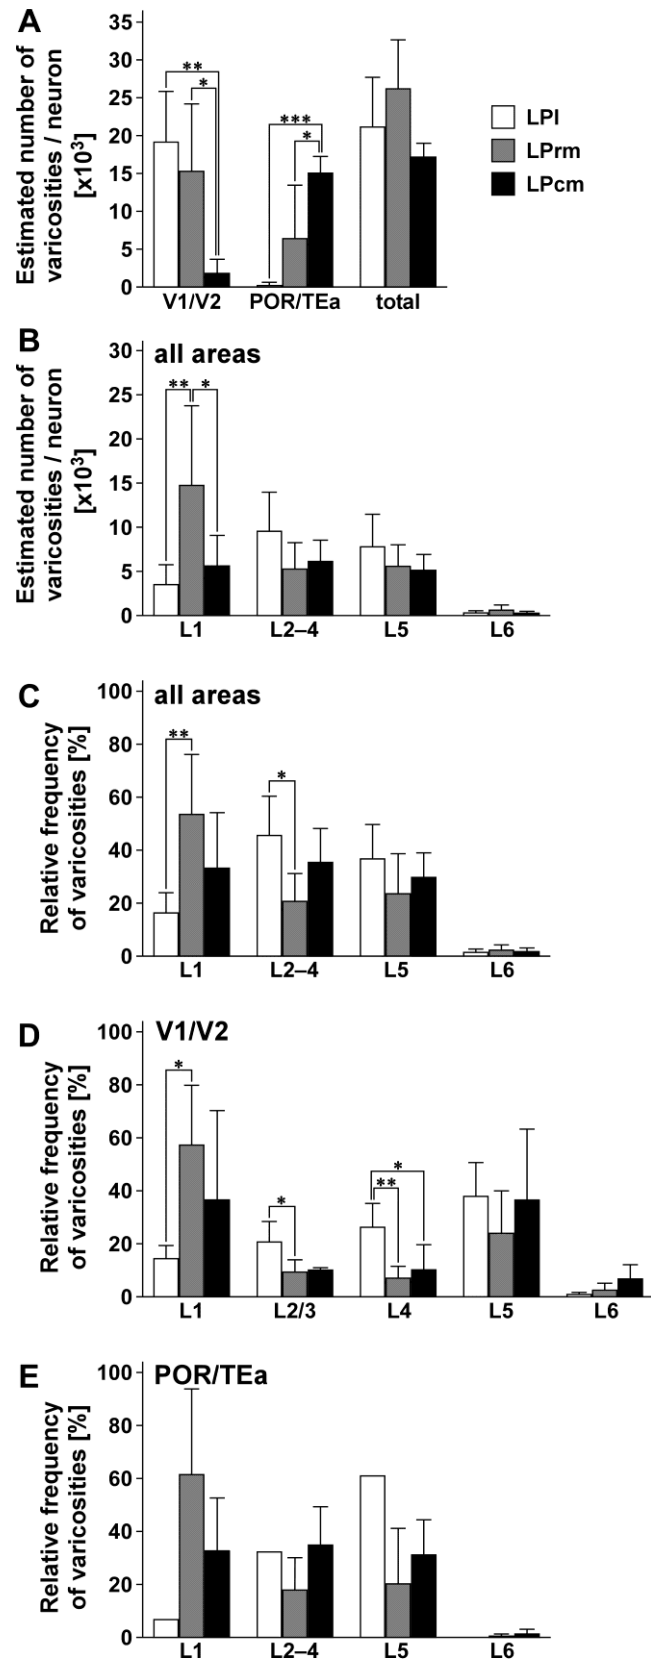 A
Estimated number of
varicosities / neuron
[x10³]
35
30
25
20
15
10
5
0
**
*
***
*
V1/V2 POR/TEa total
LPl
LPrm
LPcm
B
all areas
Estimated number of
varicosities / neuron
[x10³]
30
25
20
15
10
5
0
** *
L1 L2–4 L5 L6
C
all areas
Relative frequency
of varicosities [%]
100
80
60
40
20
0
**
*
L1 L2–4 L5 L6
D
V1/V2
Relative frequency
of varicosities [%]
100
80
60
40
20
0
*
*
*
**
L1 L2/3 L4 L5 L6
E
POR/TEa
Relative frequency
of varicosities [%]
100
80
60
40
20
0
L1 L2–4 L5 L6